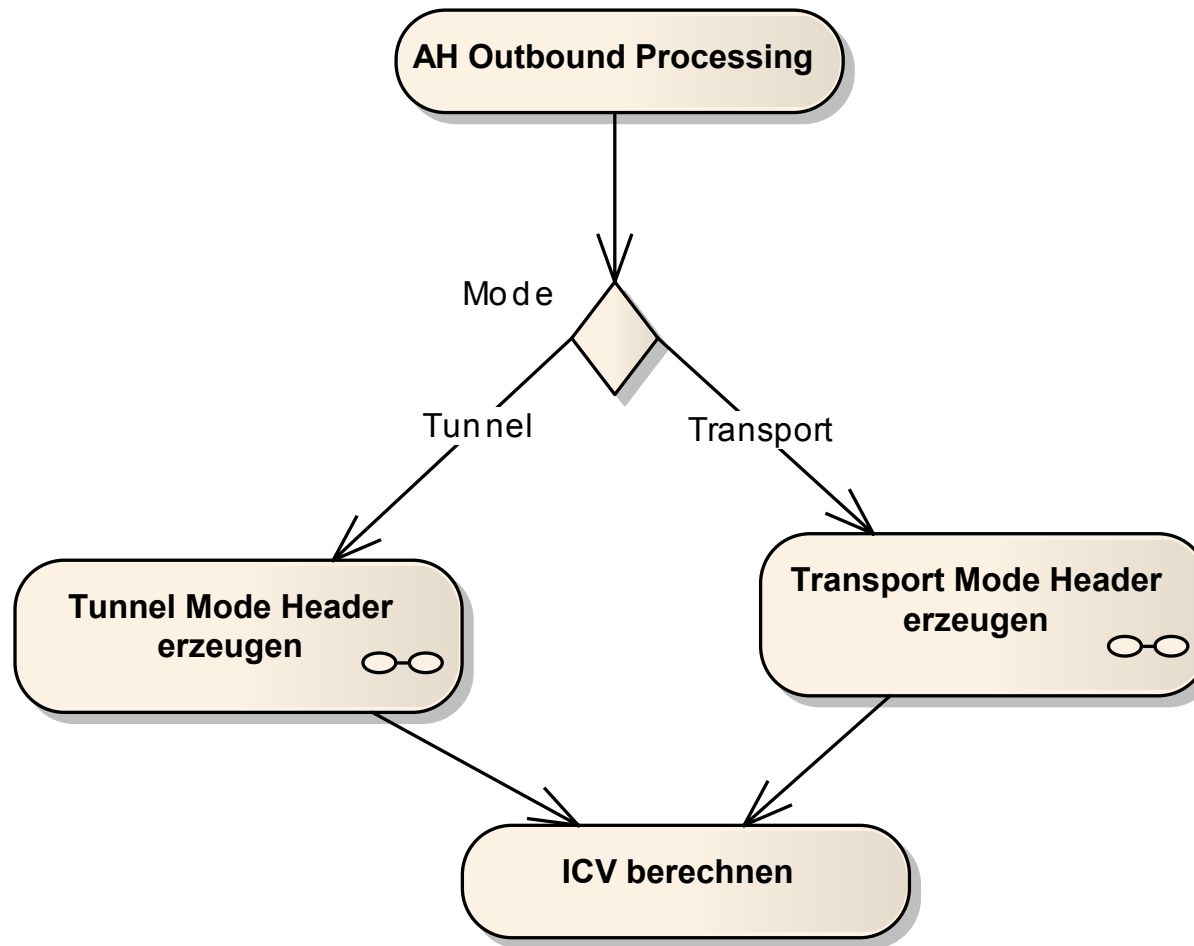 AH Outbound Processing
Mode
Tunnel
Transport
Tunnel Mode Header
erzeugen
Transport Mode Header
erzeugen
ICV berechnen